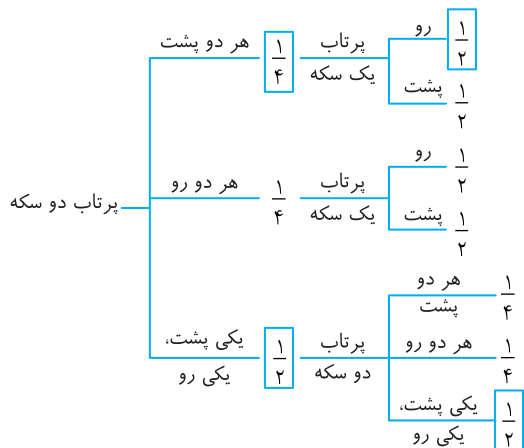 پرتاب دو سکه
هر دو پشت
۱
۴
پرتاب
یک سکه
رو
۱
۲
پشت
۱
۲
هر دو رو
۱
۴
پرتاب
یک سکه
رو
۱
۲
پشت
۱
۲
یکی پشت،
یکی رو
۱
۲
پرتاب
دو سکه
هر دو
پشت
۱
۴
هر دو رو
۱
۴
یکی پشت،
یکی رو
۱
۲